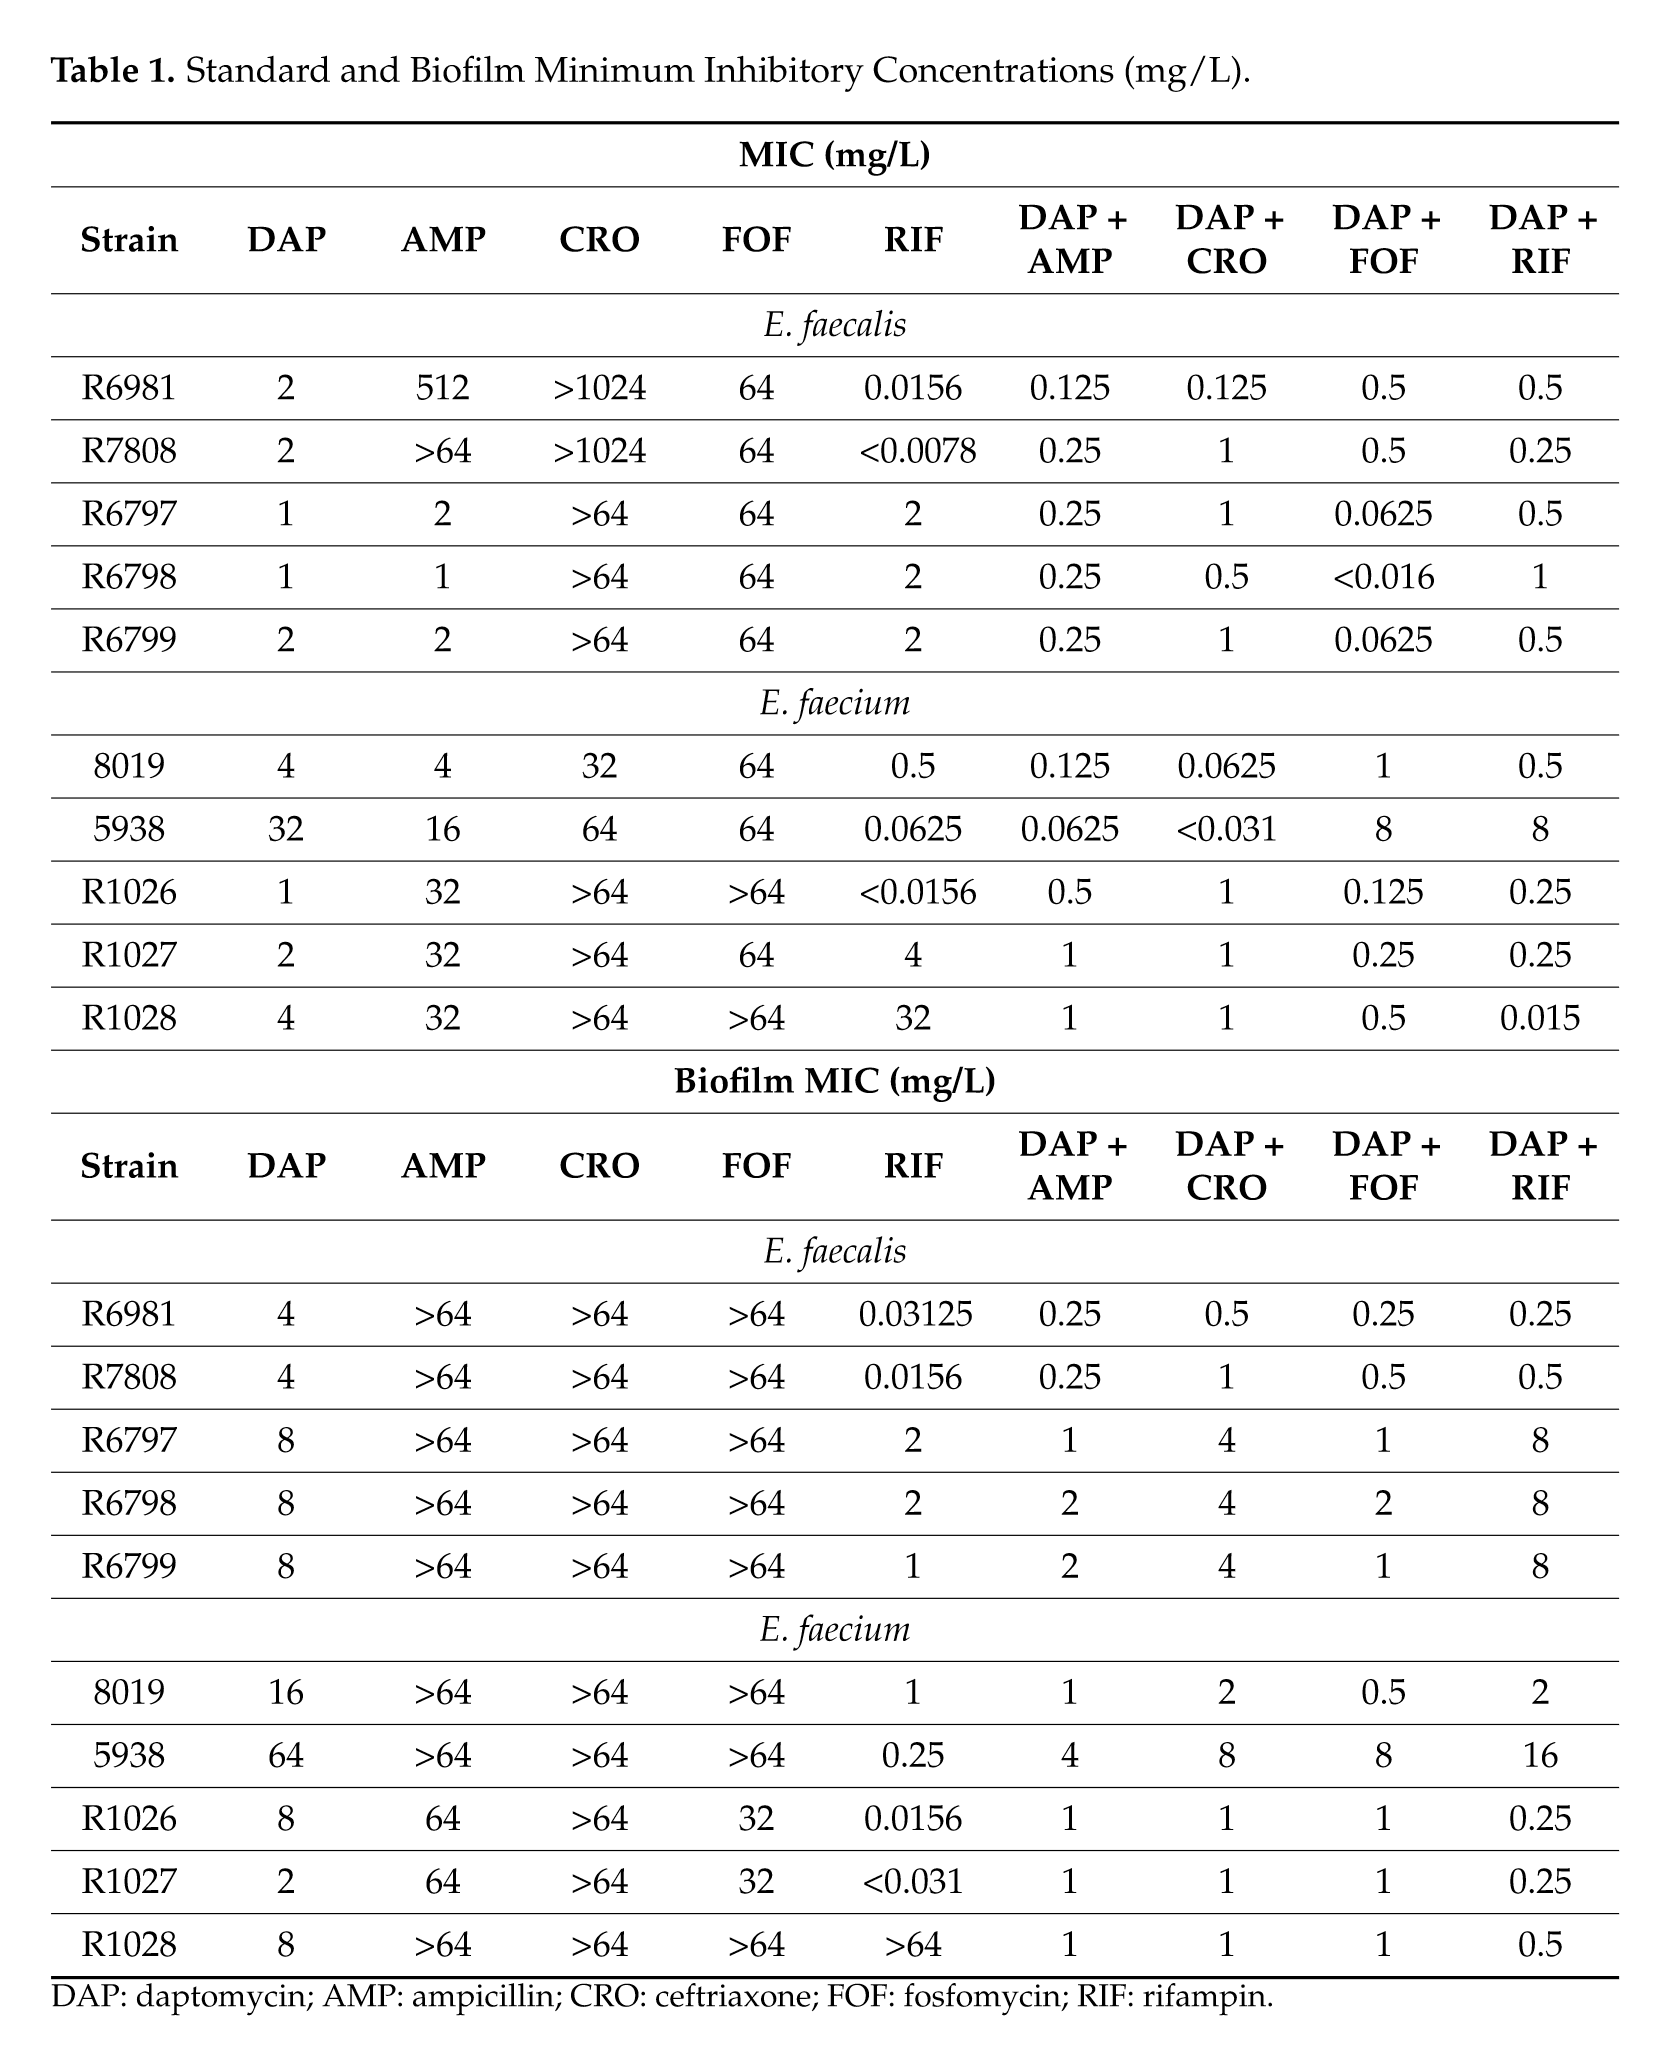 Table 1. Standard and Biofilm Minimum Inhibitory Concentrations (mg/L).
MIC (mg/L)
Strain DAP AMP CRO FOF RIF DAP + AMP DAP + CRO DAP + FOF DAP + RIF
E. faecalis
R6981 2 512 >1024 64 0.0156 0.125 0.125 0.5 0.5
R7808 2 >64 >1024 64 <0.0078 0.25 1 0.5 0.25
R6797 1 2 >64 64 2 0.25 1 0.0625 0.5
R6798 1 1 >64 64 2 0.25 0.5 <0.016 1
R6799 2 2 >64 64 2 0.25 1 0.0625 0.5
E. faecium
8019 4 4 32 64 0.5 0.125 0.0625 1 0.5
5938 32 16 64 64 0.0625 0.0625 <0.031 8 8
R1026 1 32 >64 >64 <0.0156 0.5 1 0.125 0.25
R1027 2 32 >64 64 4 1 1 0.25 0.25
R1028 4 32 >64 >64 32 1 1 0.5 0.015
Biofilm MIC (mg/L)
Strain DAP AMP CRO FOF RIF DAP + AMP DAP + CRO DAP + FOF DAP + RIF
E. faecalis
R6981 4 >64 >64 >64 0.03125 0.25 0.5 0.25 0.25
R7808 4 >64 >64 >64 0.0156 0.25 1 0.5 0.5
R6797 8 >64 >64 >64 2 1 4 1 8
R6798 8 >64 >64 >64 2 2 4 2 8
R6799 8 >64 >64 >64 1 2 4 1 8
E. faecium
8019 16 >64 >64 >64 1 1 2 0.5 2
5938 64 >64 >64 >64 0.25 4 8 8 16
R1026 8 64 >64 32 0.0156 1 1 1 0.25
R1027 2 64 >64 32 <0.031 1 1 1 0.25
R1028 8 >64 >64 >64 >64 1 1 1 0.5
DAP: daptomycin; AMP: ampicillin; CRO: ceftriaxone; FOF: fosfomycin; RIF: rifampin.